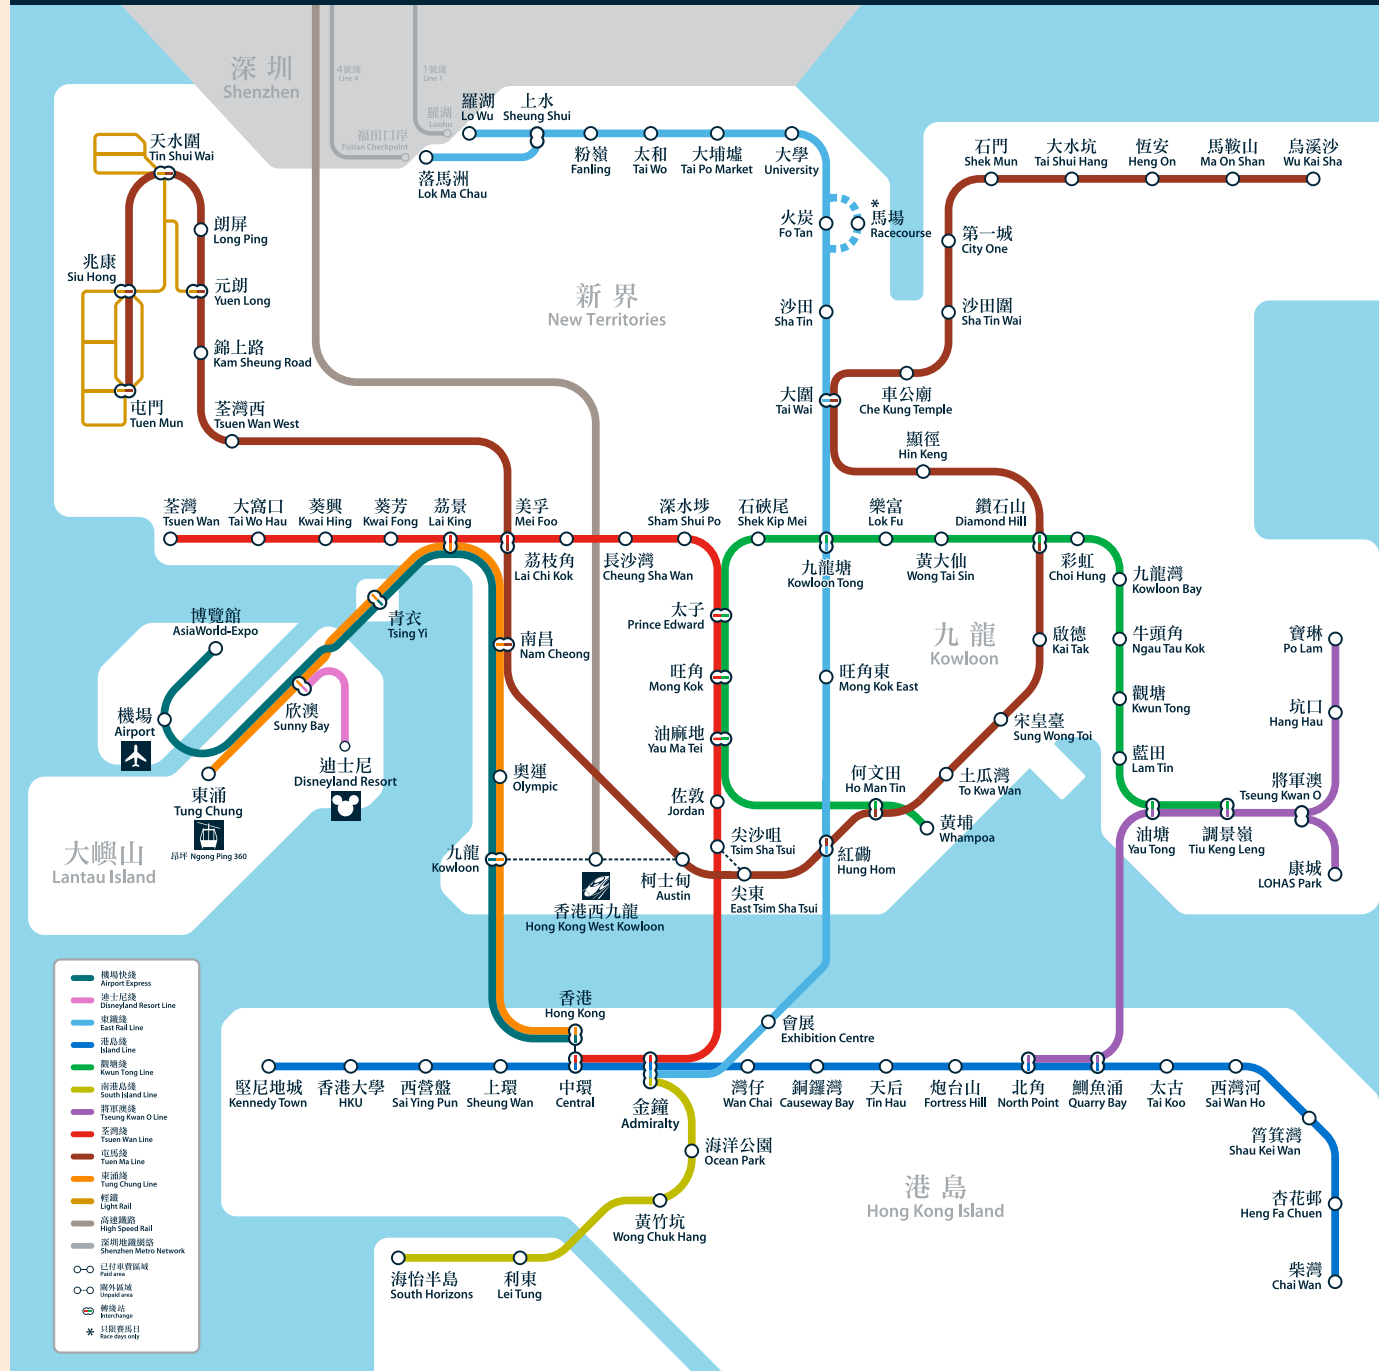 深圳
Shenzhen
4號綫
Line 4
1號綫
Line 1
羅湖
Luohu
福田口岸
Futian Checkpoint
羅湖
Lo Wu
上水
Sheung Shui
落馬洲
Lok Ma Chau
粉嶺
Fanling
太和
Tai Wo
大埔墟
Tai Po Market
大學
University
火炭
Fo Tan
*
馬場
Racecourse
沙田
Sha Tin
大圍
Tai Wai
石門
Shek Mun
大水坑
Tai Shui Hang
恆安
Heng On
馬鞍山
Ma On Shan
烏溪沙
Wu Kai Sha
第一城
City One
沙田圍
Sha Tin Wai
車公廟
Che Kung Temple
顯徑
Hin Keng
天水圍
Tin Shui Wai
朗屏
Long Ping
兆康
Siu Hong
元朗
Yuen Long
錦上路
Kam Sheung Road
屯門
Tuen Mun
荃灣西
Tsuen Wan West
新界
New Territories
荃灣
Tsuen Wan
大窩口
Tai Wo Hau
葵興
Kwai Hing
葵芳
Kwai Fong
荔景
Lai King
美孚
Mei Foo
荔枝角
Lai Chi Kok
長沙灣
Cheung Sha Wan
深水埗
Sham Shui Po
石硤尾
Shek Kip Mei
九龍塘
Kowloon Tong
樂富
Lok Fu
黃大仙
Wong Tai Sin
鑽石山
Diamond Hill
彩虹
Choi Hung
九龍灣
Kowloon Bay
牛頭角
Ngau Tau Kok
觀塘
Kwun Tong
藍田
Lam Tin
油塘
Yau Tong
調景嶺
Tiu Keng Leng
將軍澳
Tseung Kwan O
寶琳
Po Lam
坑口
Hang Hau
康城
LOHAS Park
九龍
Kowloon
啟德
Kai Tak
宋皇臺
Sung Wong Toi
土瓜灣
To Kwa Wan
何文田
Ho Man Tin
黃埔
Whampoa
紅磡
Hung Hom
旺角東
Mong Kok East
太子
Prince Edward
旺角
Mong Kok
油麻地
Yau Ma Tei
佐敦
Jordan
尖沙咀
Tsim Sha Tsui
尖東
East Tsim Sha Tsui
柯士甸
Austin
香港西九龍
Hong Kong West Kowloon
九龍
Kowloon
奧運
Olympic
南昌
Nam Cheong
青衣
Tsing Yi
博覽館
AsiaWorld-Expo
機場
Airport
欣澳
Sunny Bay
迪士尼
Disneyland Resort
東涌
Tung Chung
昂坪 Ngong Ping 360
大嶼山
Lantau Island
香港
Hong Kong
會展
Exhibition Centre
堅尼地城
Kennedy Town
香港大學
HKU
西營盤
Sai Ying Pun
上環
Sheung Wan
中環
Central
金鐘
Admiralty
灣仔
Wan Chai
銅鑼灣
Causeway Bay
天后
Tin Hau
炮台山
Fortress Hill
北角
North Point
鰂魚涌
Quarry Bay
太古
Tai Koo
西灣河
Sai Wan Ho
筲箕灣
Shau Kei Wan
杏花邨
Heng Fa Chuen
柴灣
Chai Wan
海洋公園
Ocean Park
黃竹坑
Wong Chuk Hang
利東
Lei Tung
海怡半島
South Horizons
港島
Hong Kong Island
機場快綫
Airport Express
迪士尼綫
Disneyland Resort Line
東鐵綫
East Rail Line
港島綫
Island Line
觀塘綫
Kwun Tong Line
南港島綫
South Island Line
將軍澳綫
Tseung Kwan O Line
荃灣綫
Tsuen Wan Line
屯馬綫
Tuen Ma Line
東涌綫
Tung Chung Line
輕鐵
Light Rail
高速鐵路
High Speed Rail
深圳地鐵網絡
Shenzhen Metro Network
已付車費區域
Paid area
閘外區域
Unpaid area
轉綫站
Interchange
* 只限賽馬日
Race days only